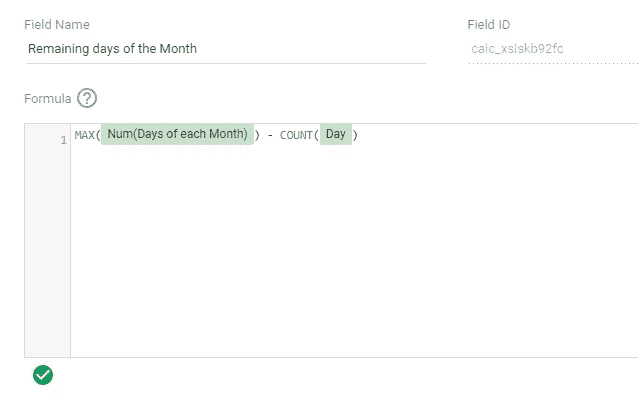 Field Name
Field ID
Remaining days of the Month
caic_xsiskb92fc
Formula ?
1 MAX( Num(Days of each Month) ) - COUNT( Day )